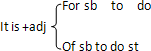 For sb to do
It is +adj
Of sb to do st